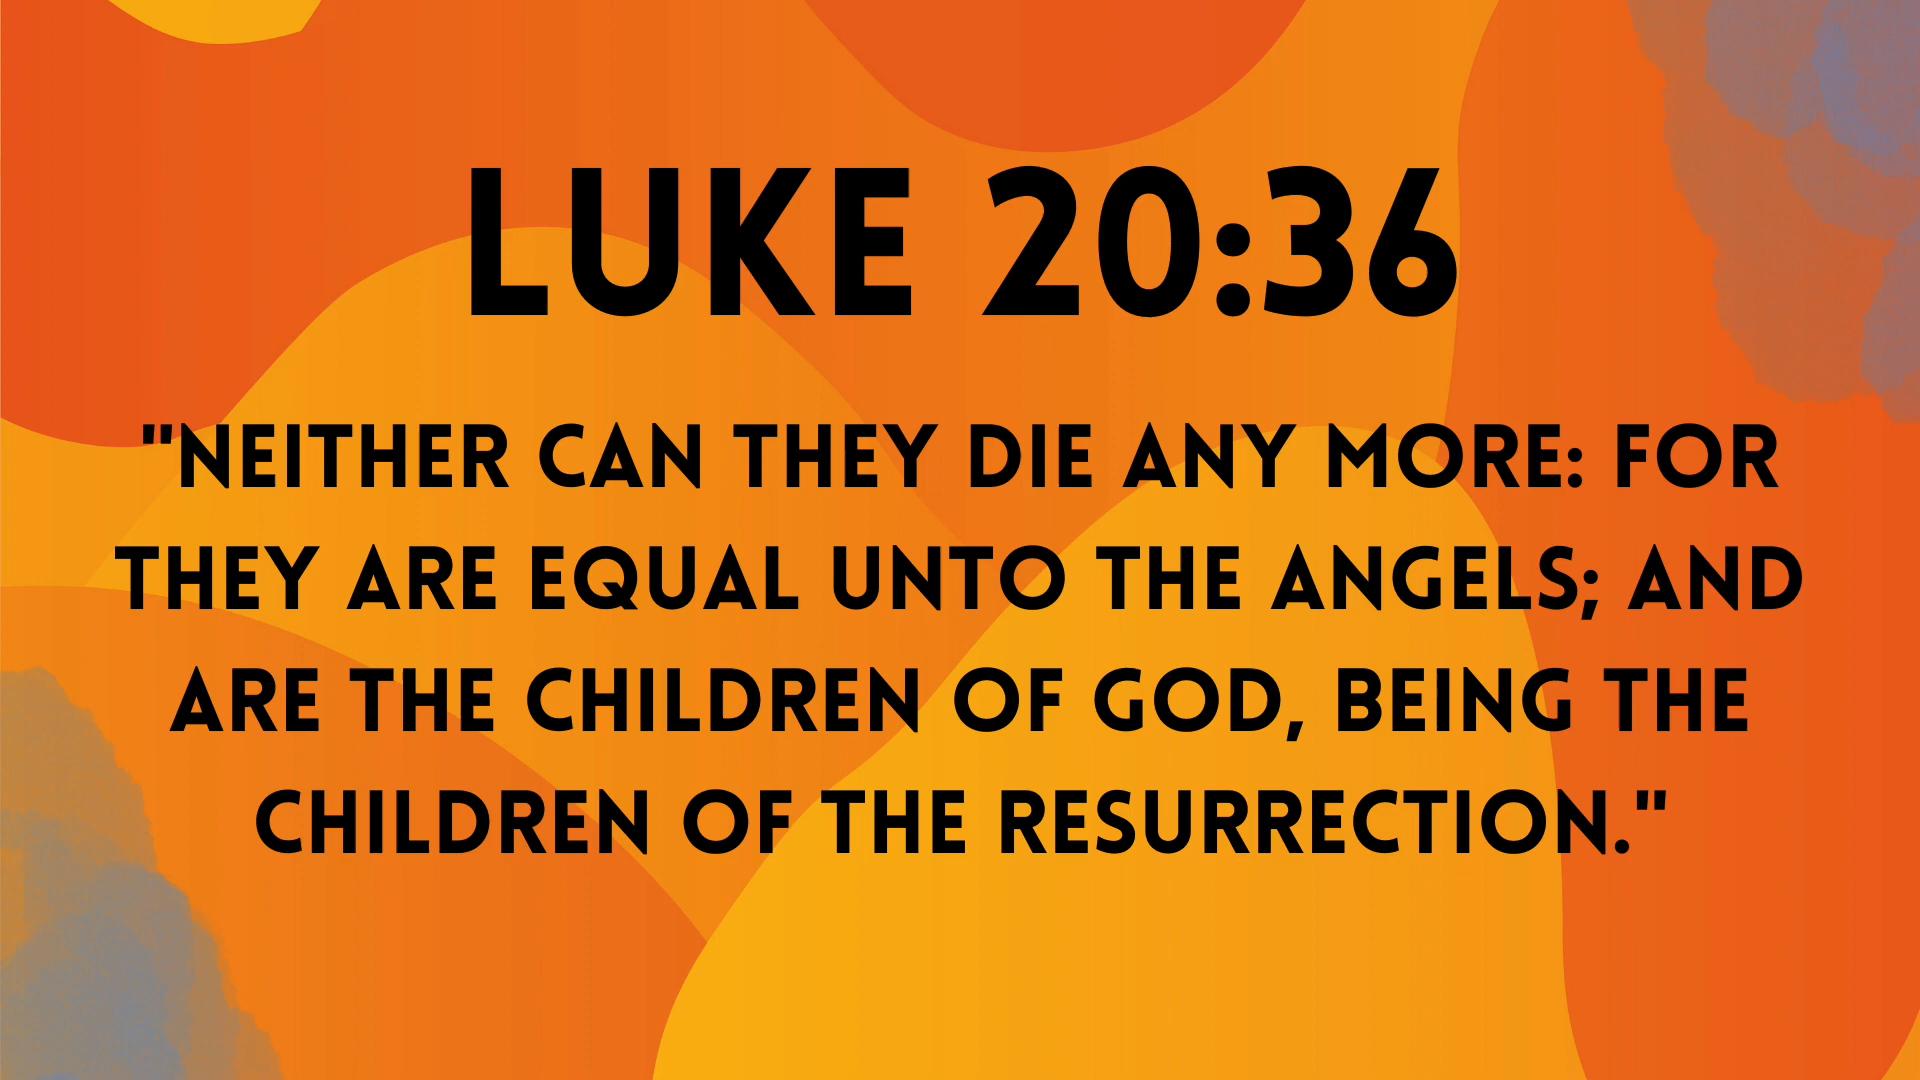 LUKE 20:36
"NEITHER CAN THEY DIE ANY MORE: FOR
THEY ARE EQUAL UNTO THE ANGELS; AND
ARE THE CHILDREN OF GOD, BEING THE
CHILDREN OF THE RESURRECTION."